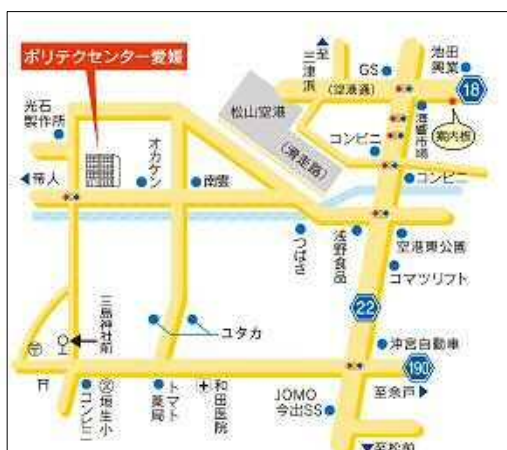 ポリテクセンター愛媛
至三津浜
GS
池田興業
(空港通)
18
松山空港
(滑走路)
光石製作所
オカケン
コンビニ
海響市場
案内板
帝人
南雲
コンビニ
つばさ
浅野食品
空港東公園
コマツリフト
22
三島神社前
ユタカ
沖宮自動車
190
コンビニ
垣生小
トマト薬局
和田医院
JOMO
今出SS
至余戸
至松前